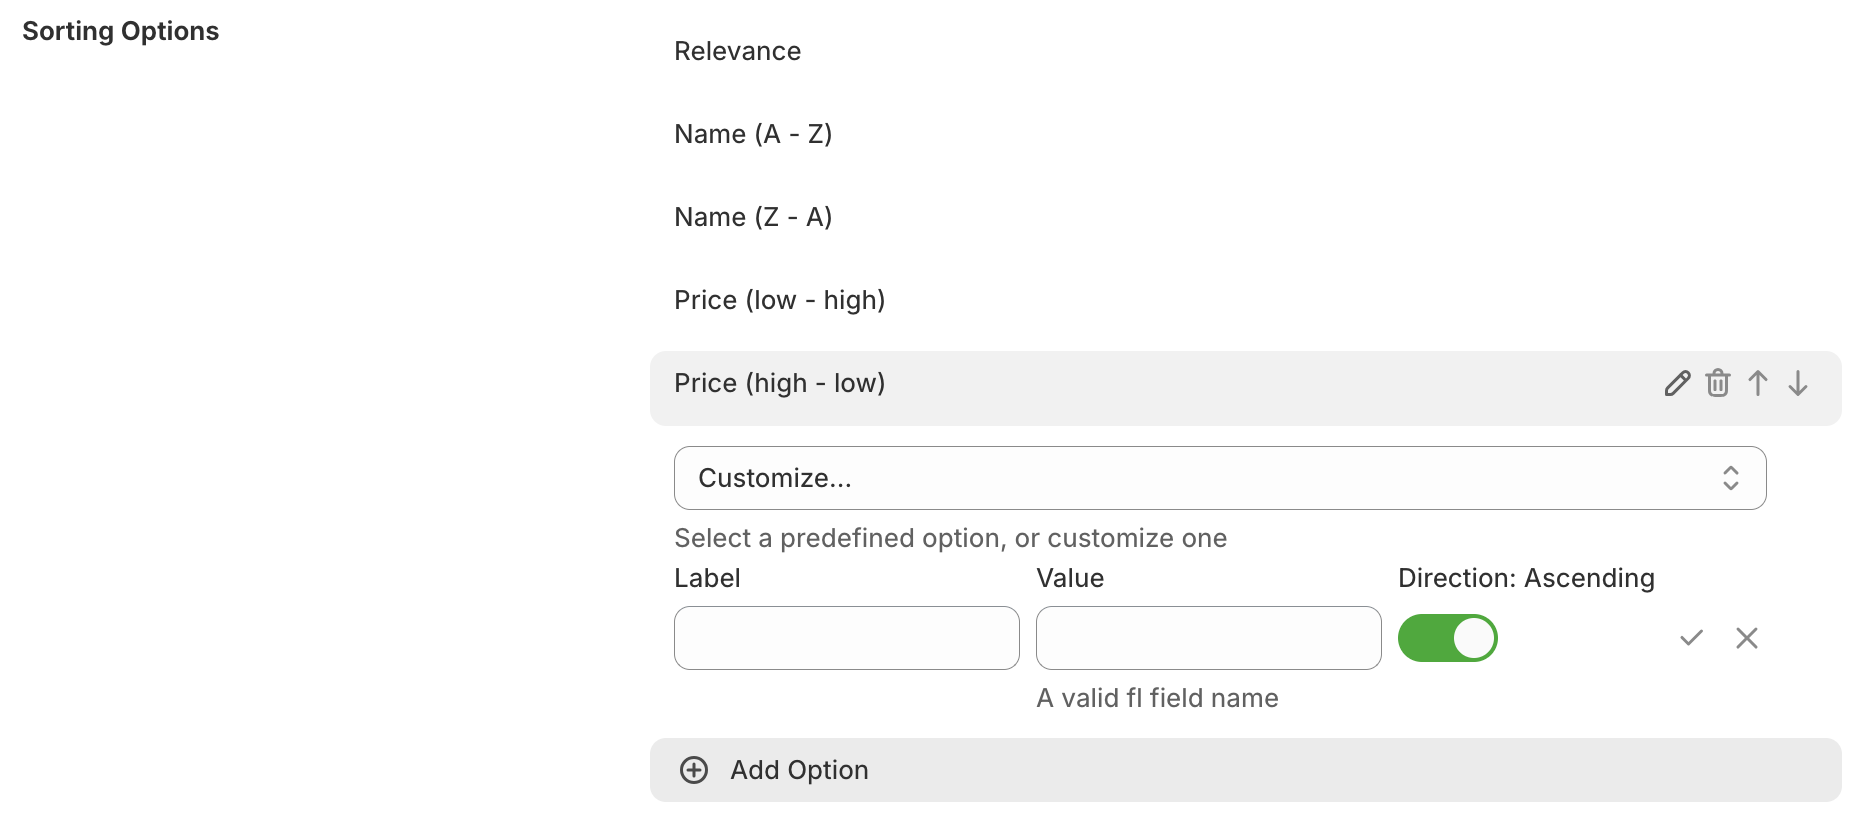 Sorting Options
Relevance
Name (A - Z)
Name (Z - A)
Price (low - high)
Price (high - low)
Customize...
Select a predefined option, or customize one
Label
Value
Direction: Ascending
A valid fl field name
Add Option